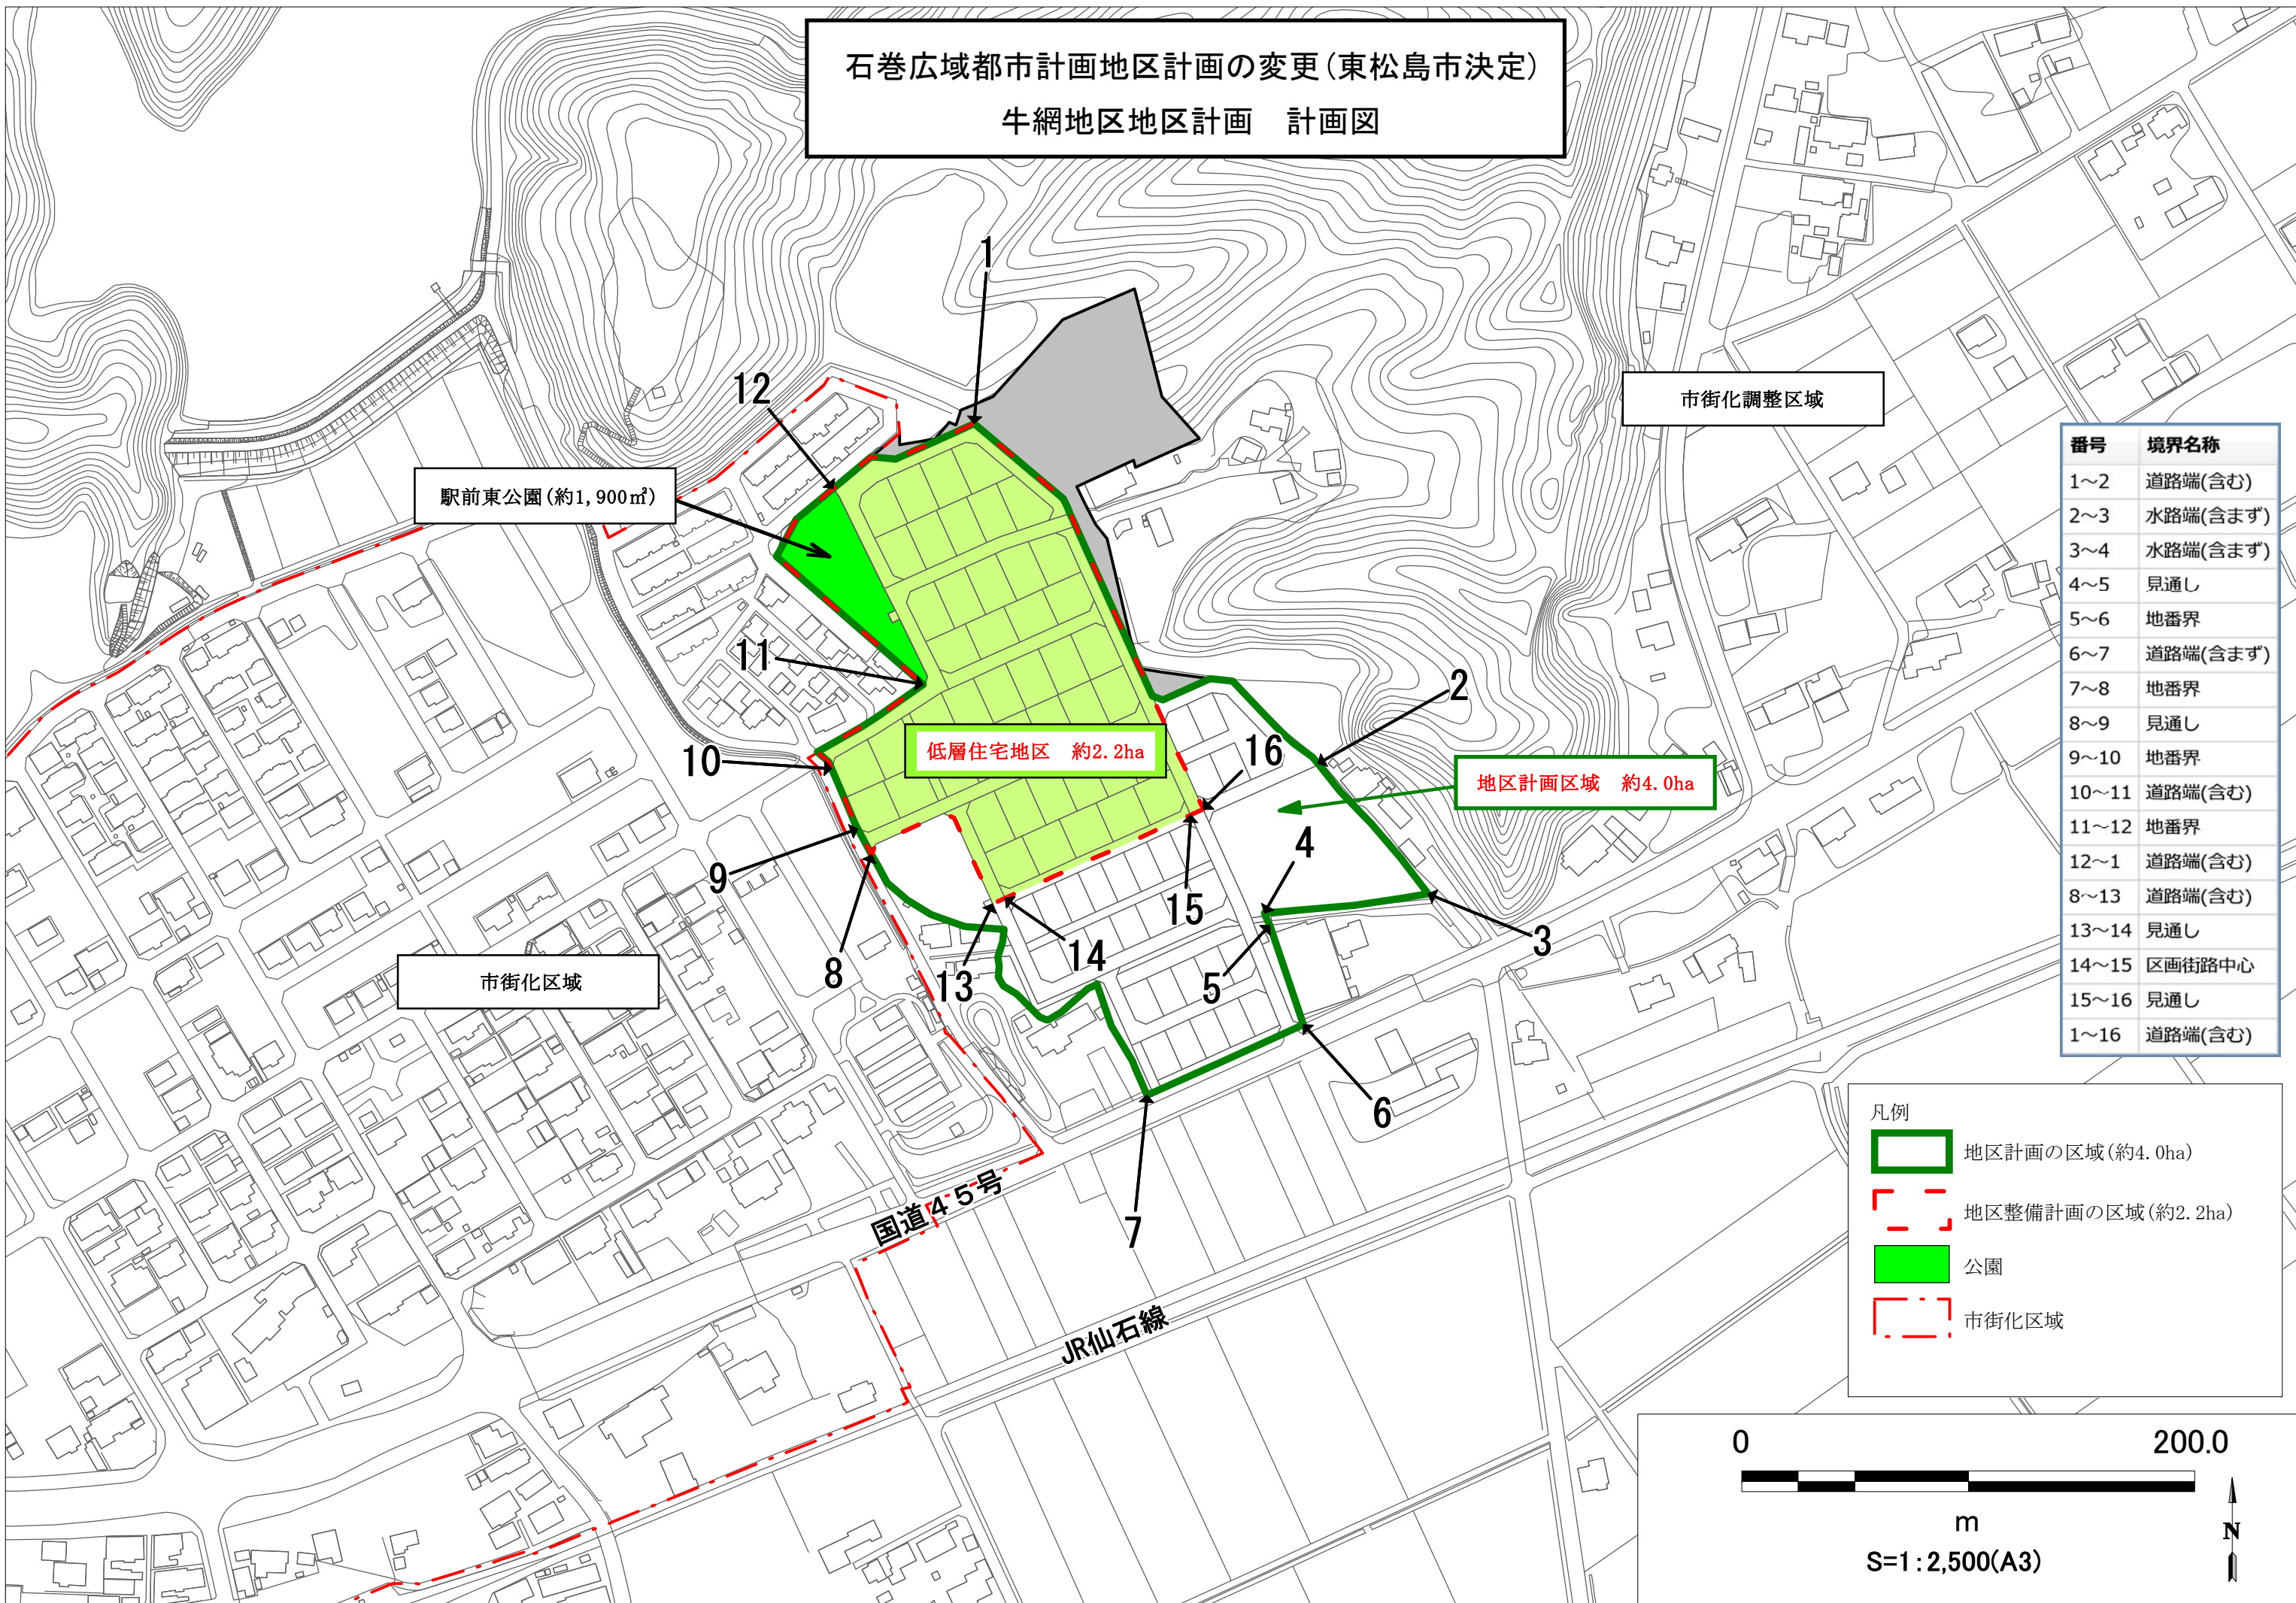 石巻広域都市計画地区計画の変更(東松島市決定)
牛網地区地区計画　計画図
1
12
市街化調整区域
駅前東公園(約1,900㎡)
11
2
10
低層住宅地区　約2.2ha
16
地区計画区域　約4.0ha
9
4
15
8
13
14
5
3
市街化区域
6
7
国道45号
JR仙石線
番号 境界名称
1～2 道路端(含む)
2～3 水路端(含まず)
3～4 水路端(含まず)
4～5 見通し
5～6 地番界
6～7 道路端(含まず)
7～8 地番界
8～9 見通し
9～10 地番界
10～11 道路端(含む)
11～12 地番界
12～1 道路端(含む)
8～13 道路端(含む)
13～14 見通し
14～15 区画街路中心
15～16 見通し
1～16 道路端(含む)
凡例
地区計画の区域(約4.0ha)
地区整備計画の区域(約2.2ha)
公園
市街化区域
0 200.0
m
S=1:2,500(A3)
N